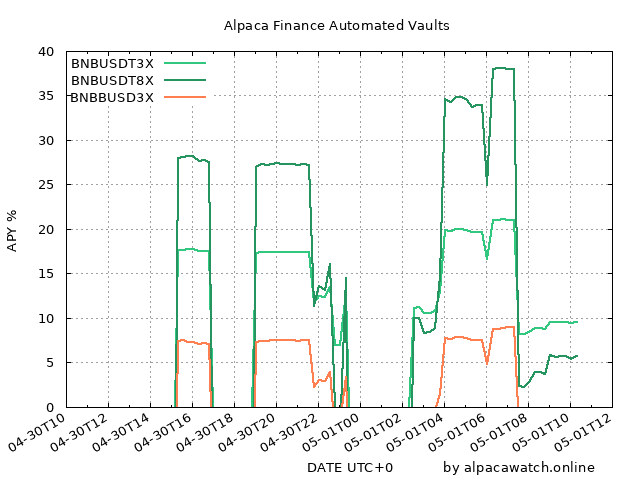 Alpaca Finance Automated Vaults
BNBUSDT3X
BNBUSDT8X
BNBBUSD3X
APY %
40
35
30
25
20
15
10
5
0
04-30T10 04-30T12 04-30T14 04-30T16 04-30T18 04-30T20 04-30T22 05-01T00 05-01T02 05-01T04 05-01T06 05-01T08 05-01T10 05-01T12
DATE UTC+0 by alpacawatch.online